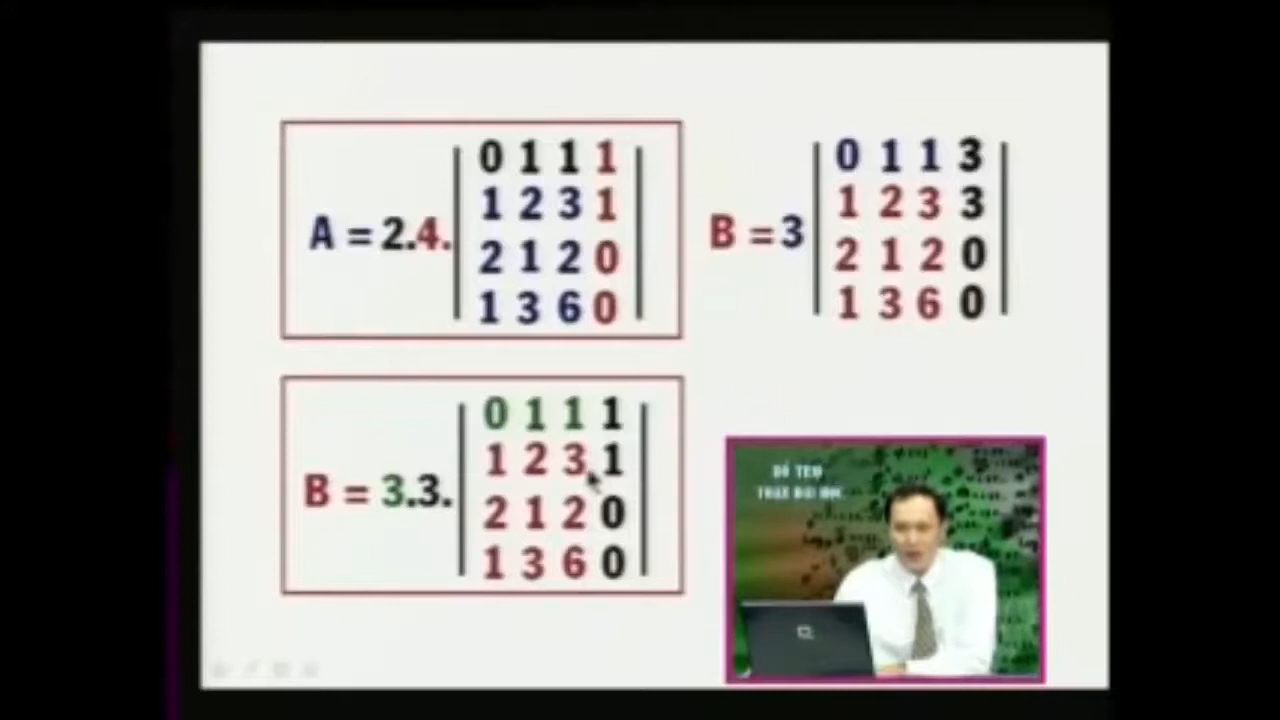 A = 2.4.
0 1 1 1
1 2 3 1
2 1 2 0
1 3 6 0
B = 3
0 1 1 3
1 2 3 3
2 1 2 0
1 3 6 0
B = 3.3.
0 1 1 1
1 2 3 1
2 1 2 0
1 3 6 0